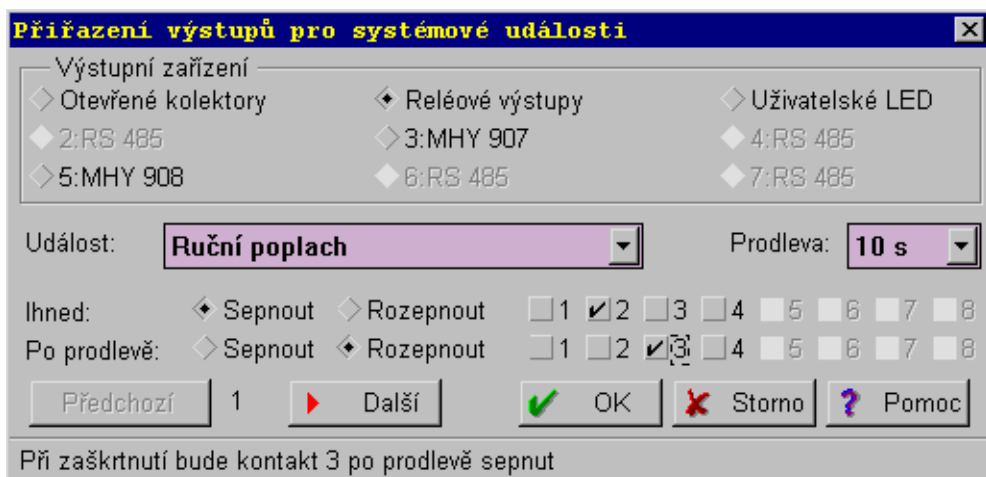 Přiřazení výstupů pro systémové události
Výstupní zařízení
Otevřené kolektory Reléové výstupy Uživatelské LED
2:RS 485 3:MHY 907 4:RS 485
5:MHY 908 6:RS 485 7:RS 485
Událost: Ruční poplach Prodleva: 10 s
Ihned: Sepnout Rozepnout 1 2 3 4 5 6 7 8
Po prodlevě: Sepnout Rozepnout 1 2 3 4 5 6 7 8
Předchozí 1 Další OK Storno ? Pomoc
Při zaškrtnutí bude kontakt 3 po prodlevě sepnut